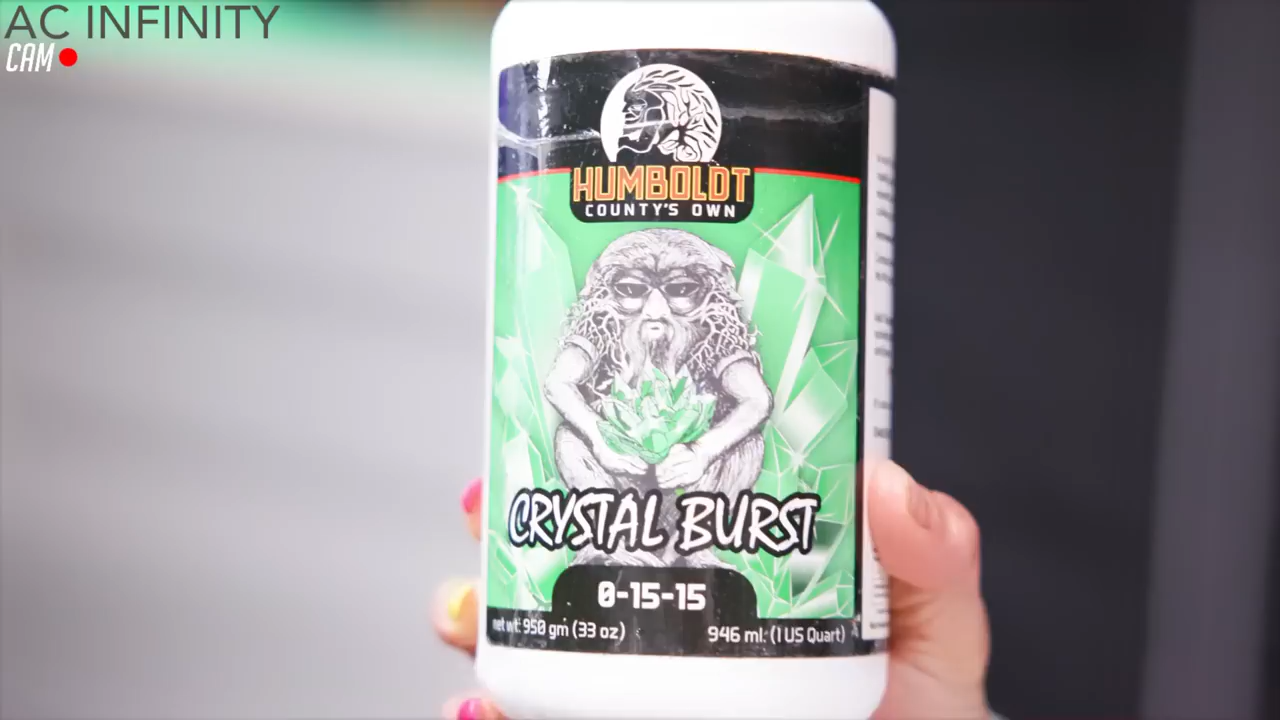 AC INFINITY
CAM
HUMBOLDT
COUNTY'S OWN
CRYSTAL BURST
0-15-15
net wt: 950 gm (33 oz)
946 ml. (1 US Quart)